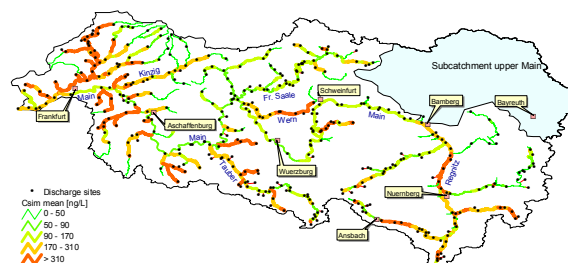 Subcatchment upper Main
Kinzig
Fr. Saale
Schweinfurt
Bamberg
Bayreuth
Main
Frankfurt
Wern
Main
Aschaffenburg
Main
Wuerzburg
Tauber
Regnitz
Nuernberg
Ansbach
Discharge sites
Csim mean [ng/L]
0 - 50
50 - 90
90 - 170
170 - 310
> 310